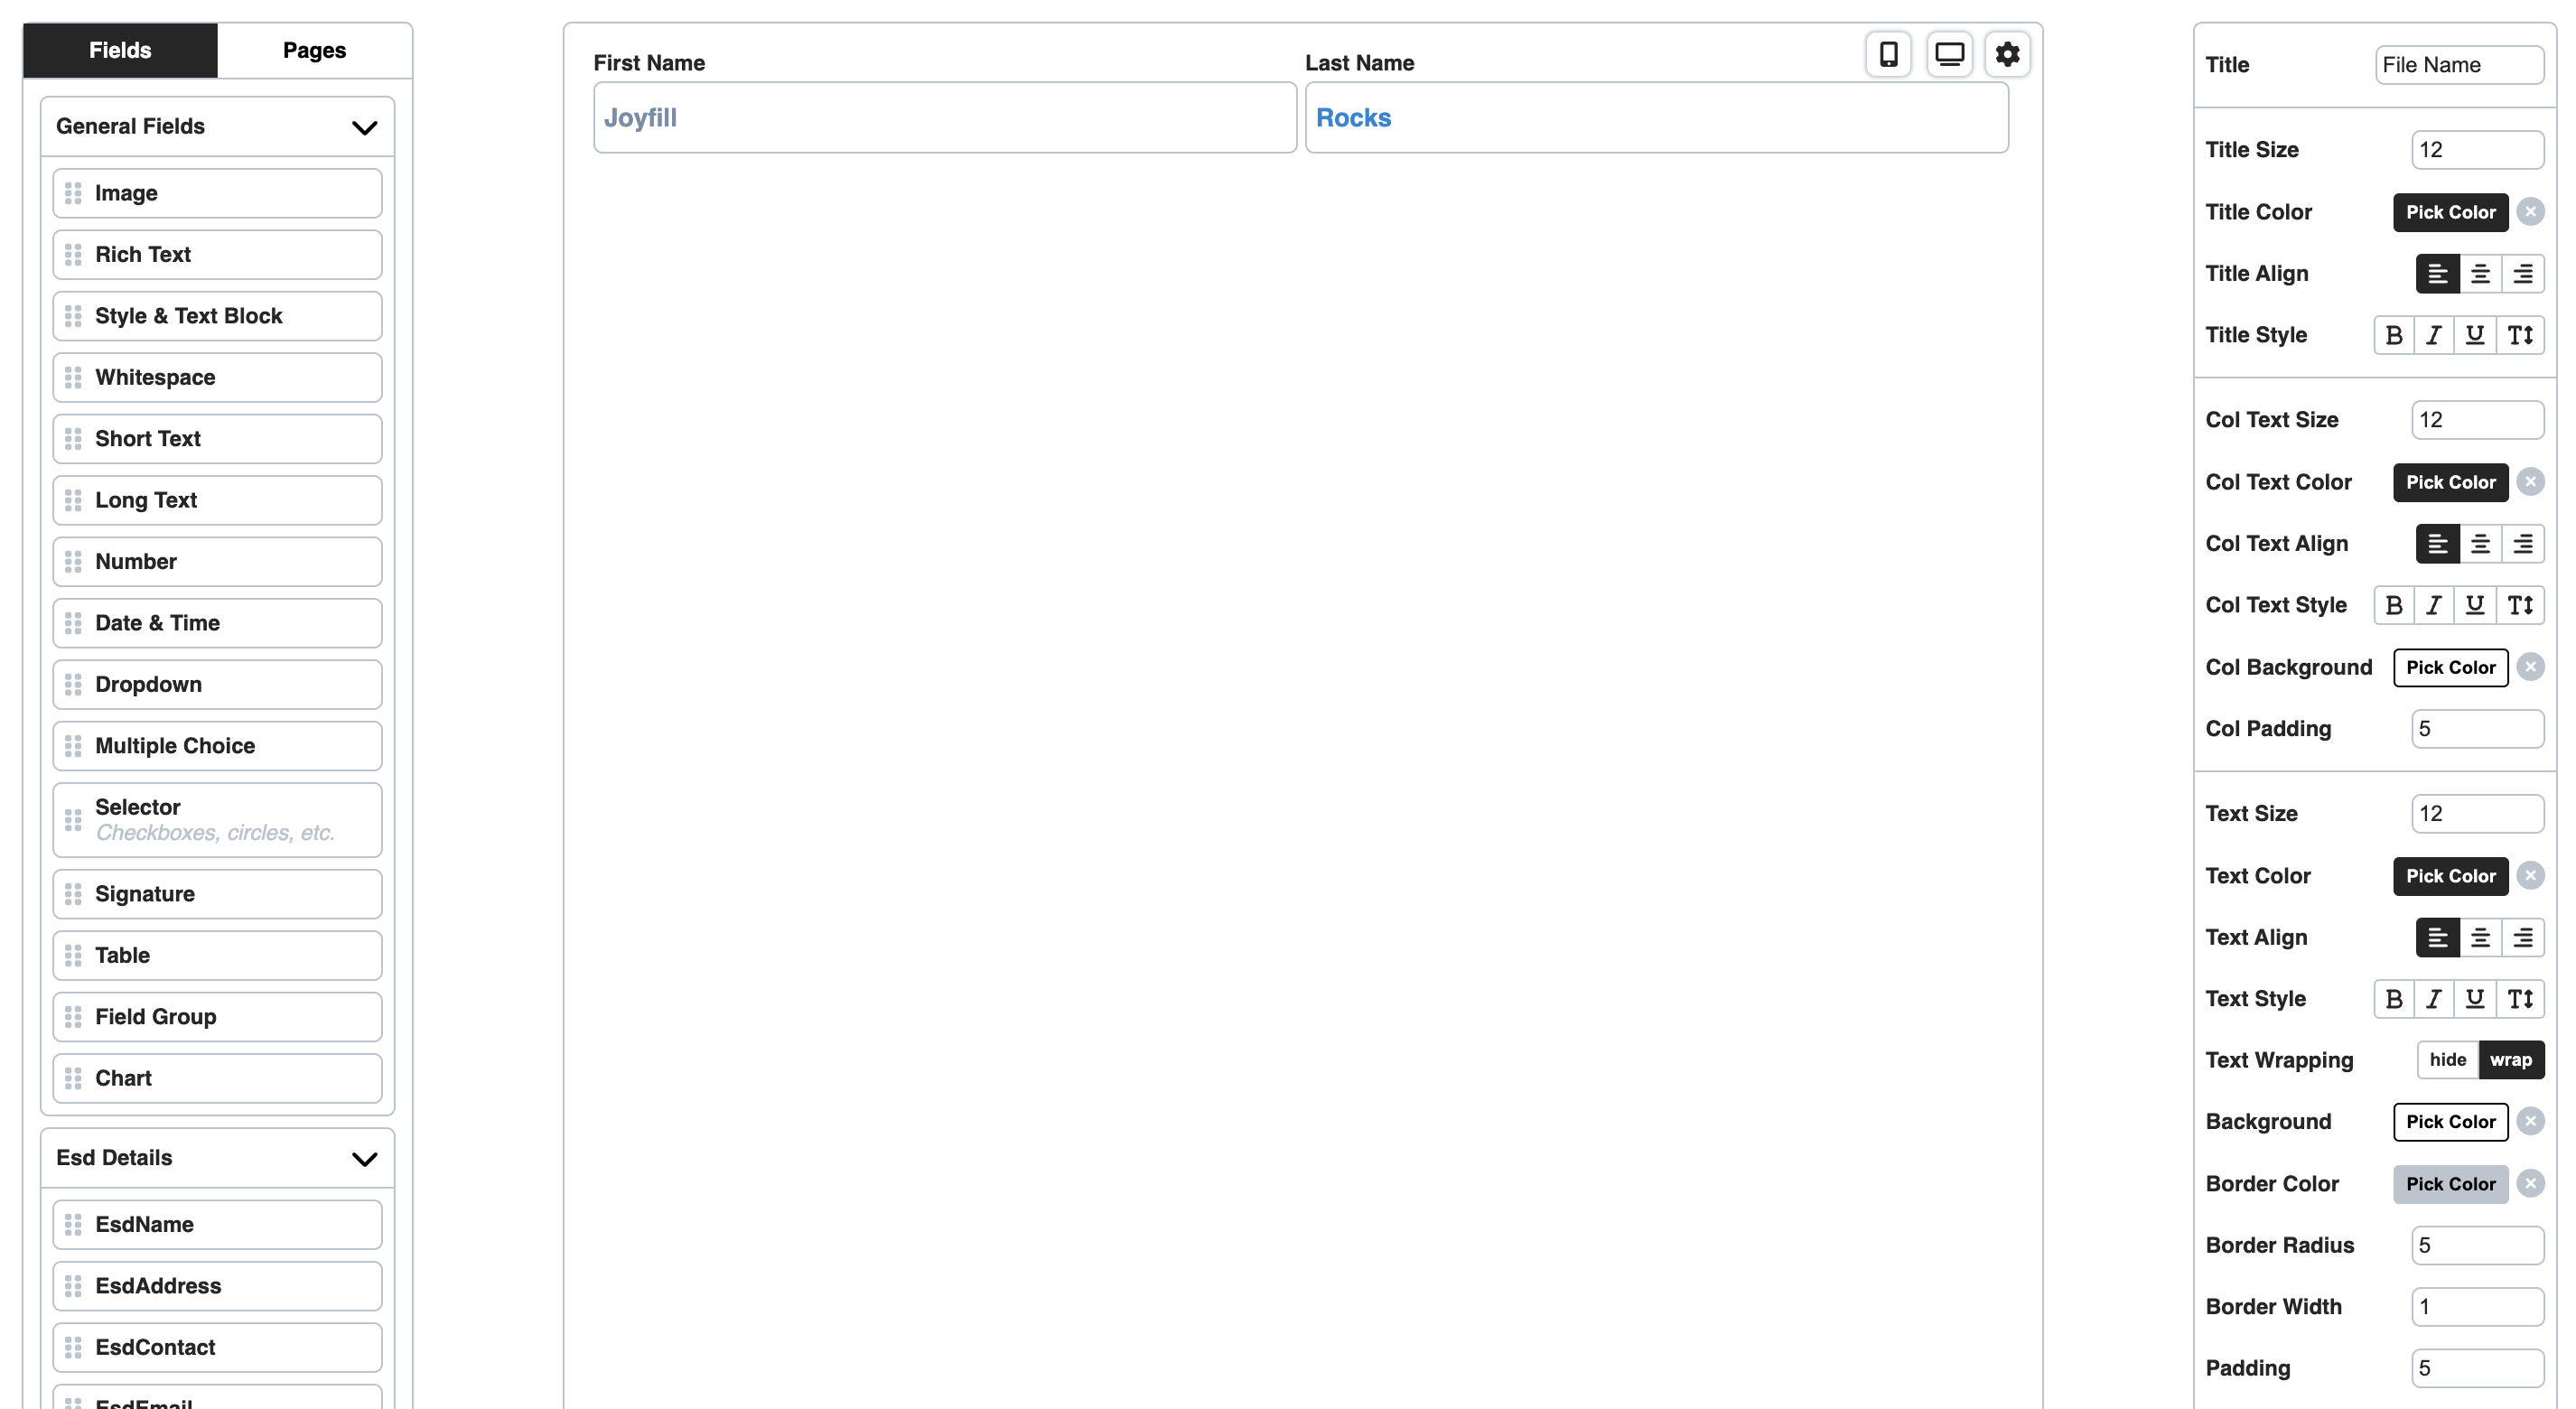 Fields
Pages
General Fields
Image
Rich Text
Style & Text Block
Whitespace
Short Text
Long Text
Number
Date & Time
Dropdown
Multiple Choice
Selector
Checkboxes, circles, etc.
Signature
Table
Field Group
Chart
Esd Details
EsdName
EsdAddress
EsdContact
EsdEmail
First Name
Last Name
Joyfill
Rocks
Title
File Name
Title Size
12
Title Color
Pick Color
Title Align
Title Style
B I U T
Col Text Size
12
Col Text Color
Pick Color
Col Text Align
Col Text Style
B I U T
Col Background
Pick Color
Col Padding
5
Text Size
12
Text Color
Pick Color
Text Align
Text Style
B I U T
Text Wrapping
hide wrap
Background
Pick Color
Border Color
Pick Color
Border Radius
5
Border Width
1
Padding
5